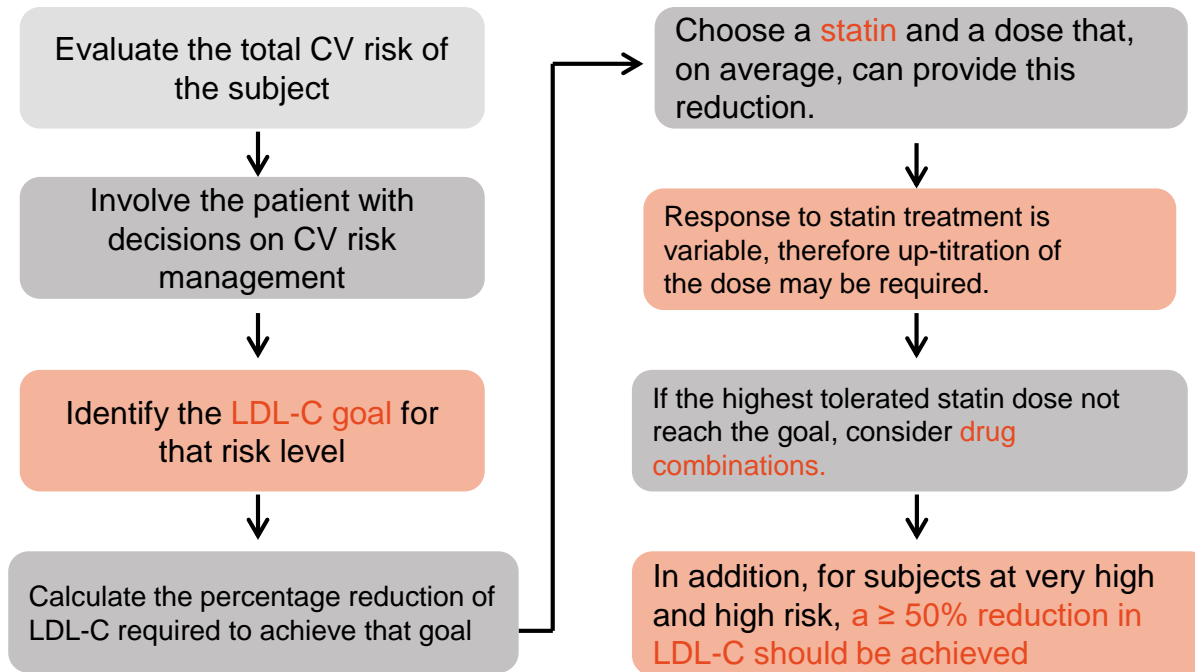 Evaluate the total CV risk of
the subject
Involve the patient with
decisions on CV risk
management
Identify the LDL-C goal for
that risk level
Calculate the percentage reduction of
LDL-C required to achieve that goal
Choose a statin and a dose that,
on average, can provide this
reduction.
Response to statin treatment is
variable, therefore up-titration of
the dose may be required.
If the highest tolerated statin dose not
reach the goal, consider drug
combinations.
In addition, for subjects at very high
and high risk, a ≥ 50% reduction in
LDL-C should be achieved